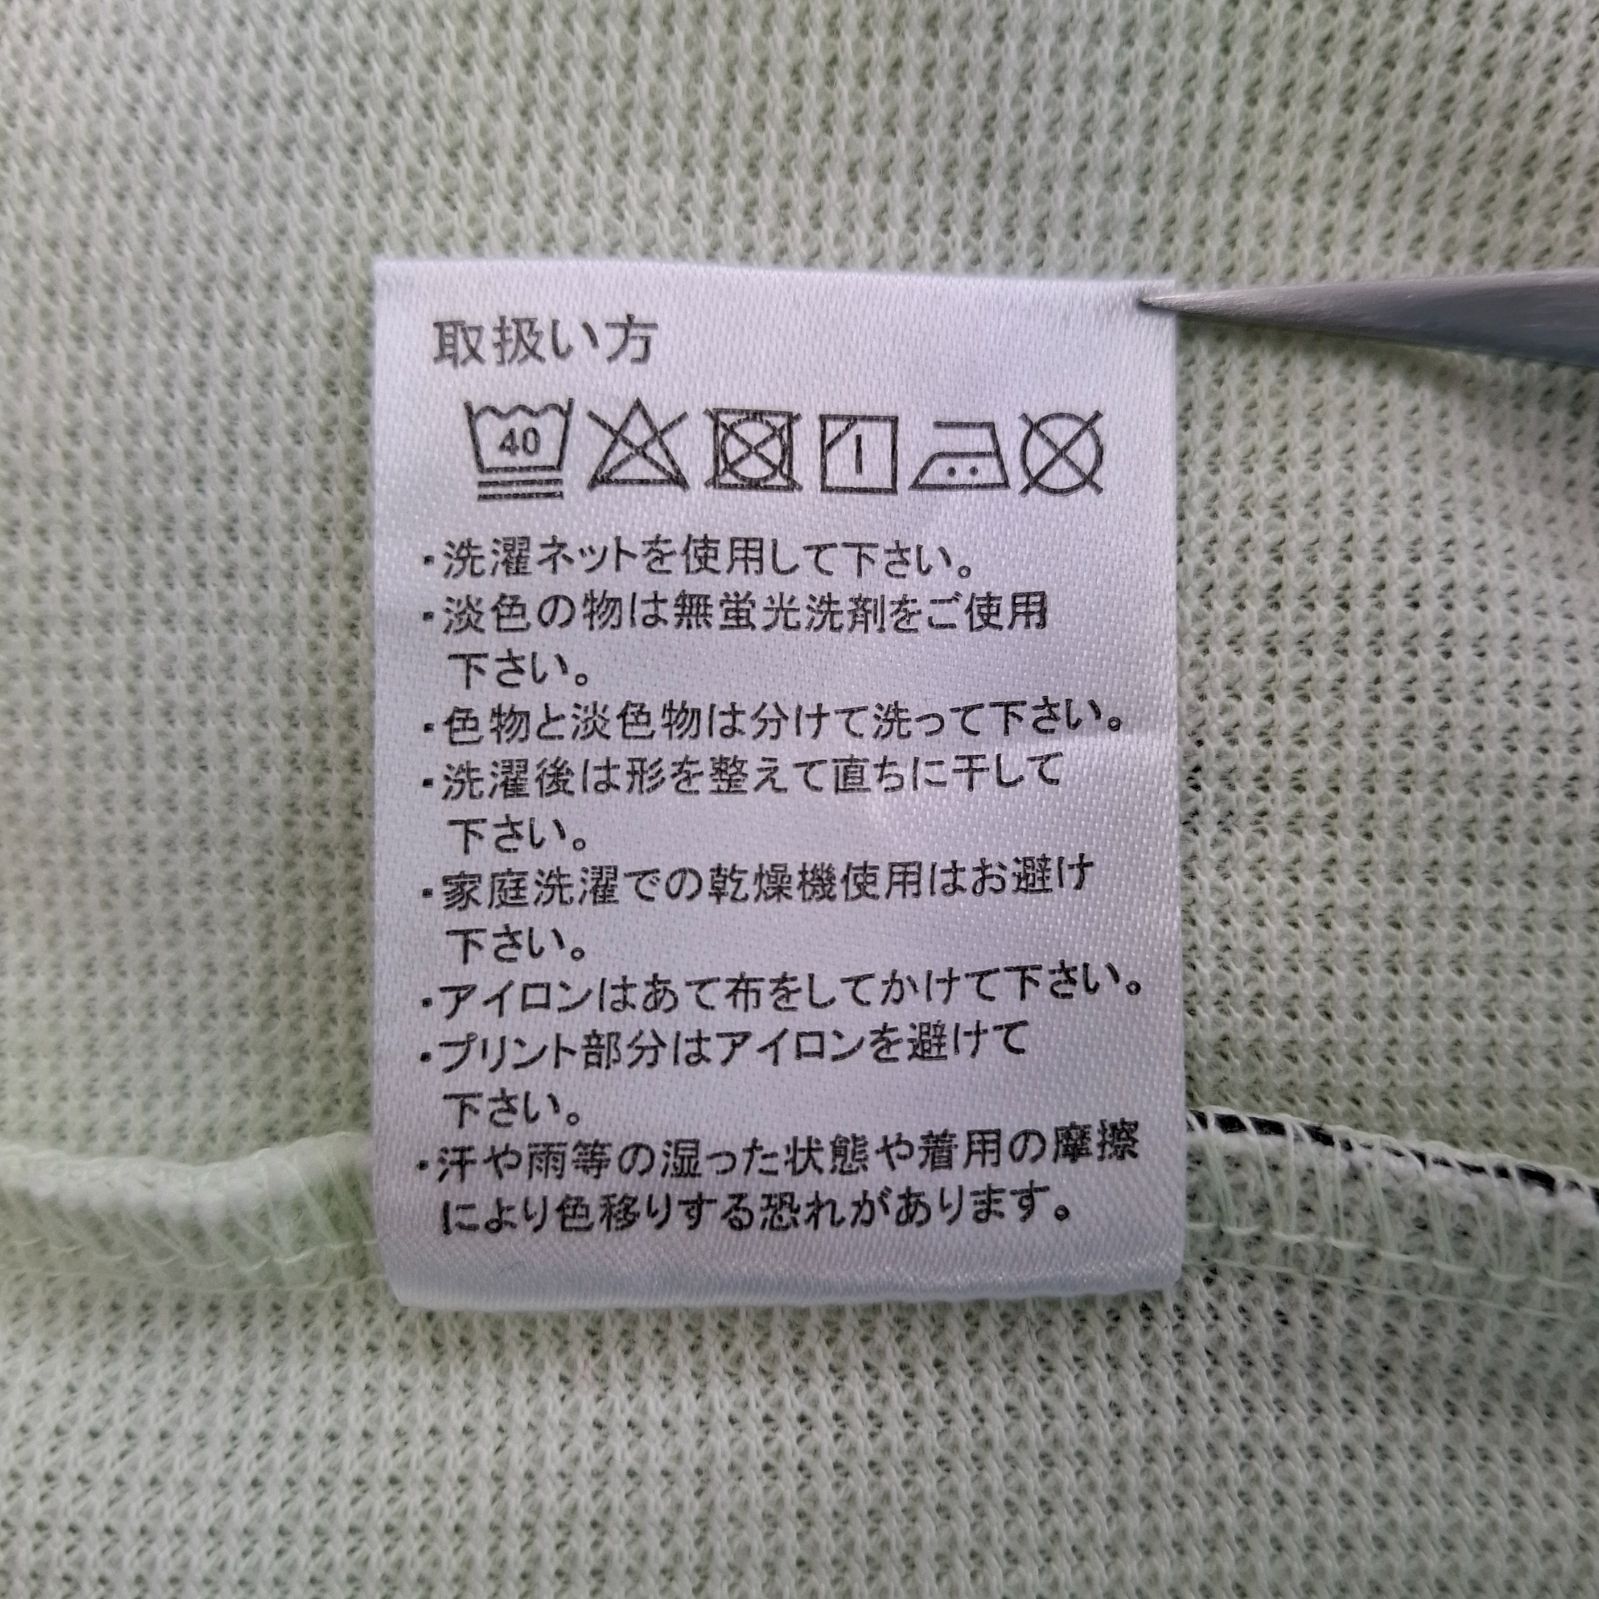 取扱い方
40
・洗濯ネットを使用して下さい。
・淡色の物は無蛍光洗剤をご使用
下さい。
・色物と淡色物は分けて洗って下さい。
・洗濯後は形を整えて直ちに干して
下さい。
・家庭洗濯での乾燥機使用はお避け
下さい。
・アイロンはあて布をしてかけて下さい。
・プリント部分はアイロンを避けて
下さい。
・汗や雨等の湿った状態や着用の摩擦
により色移りする恐れがあります。